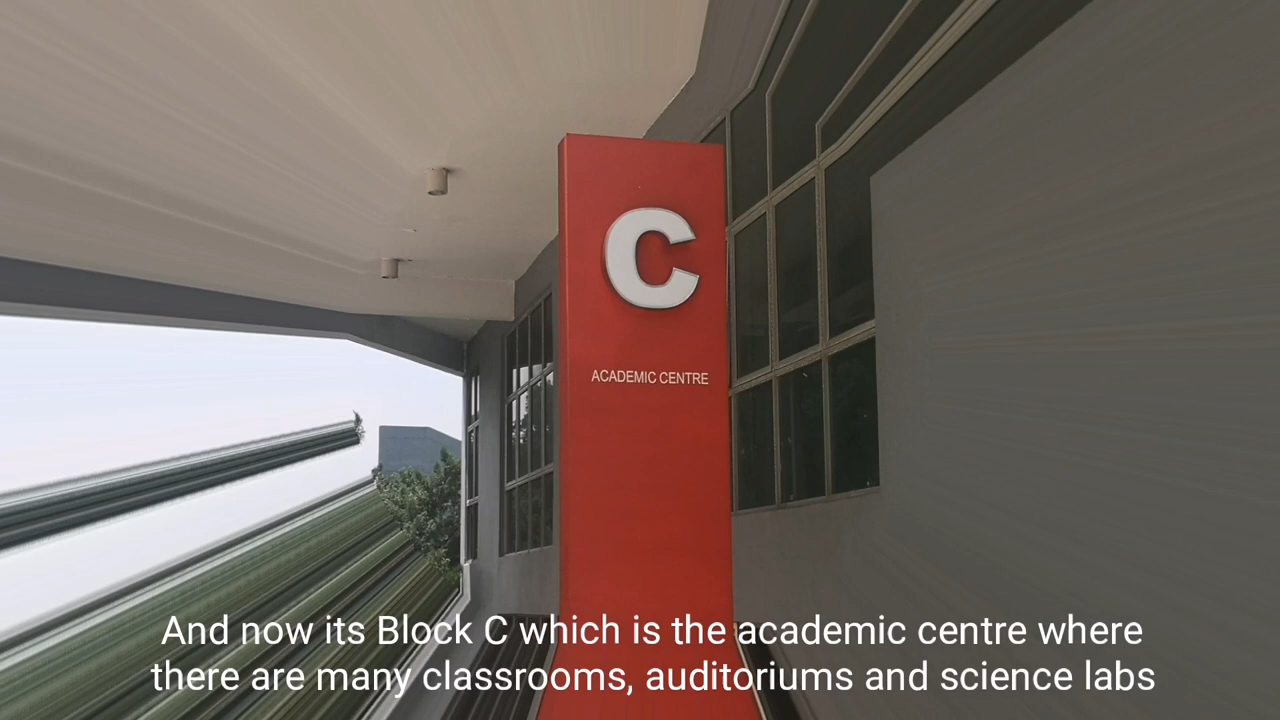 C
ACADEMIC CENTRE
And now its Block C which is the academic centre where
there are many classrooms, auditoriums and science labs